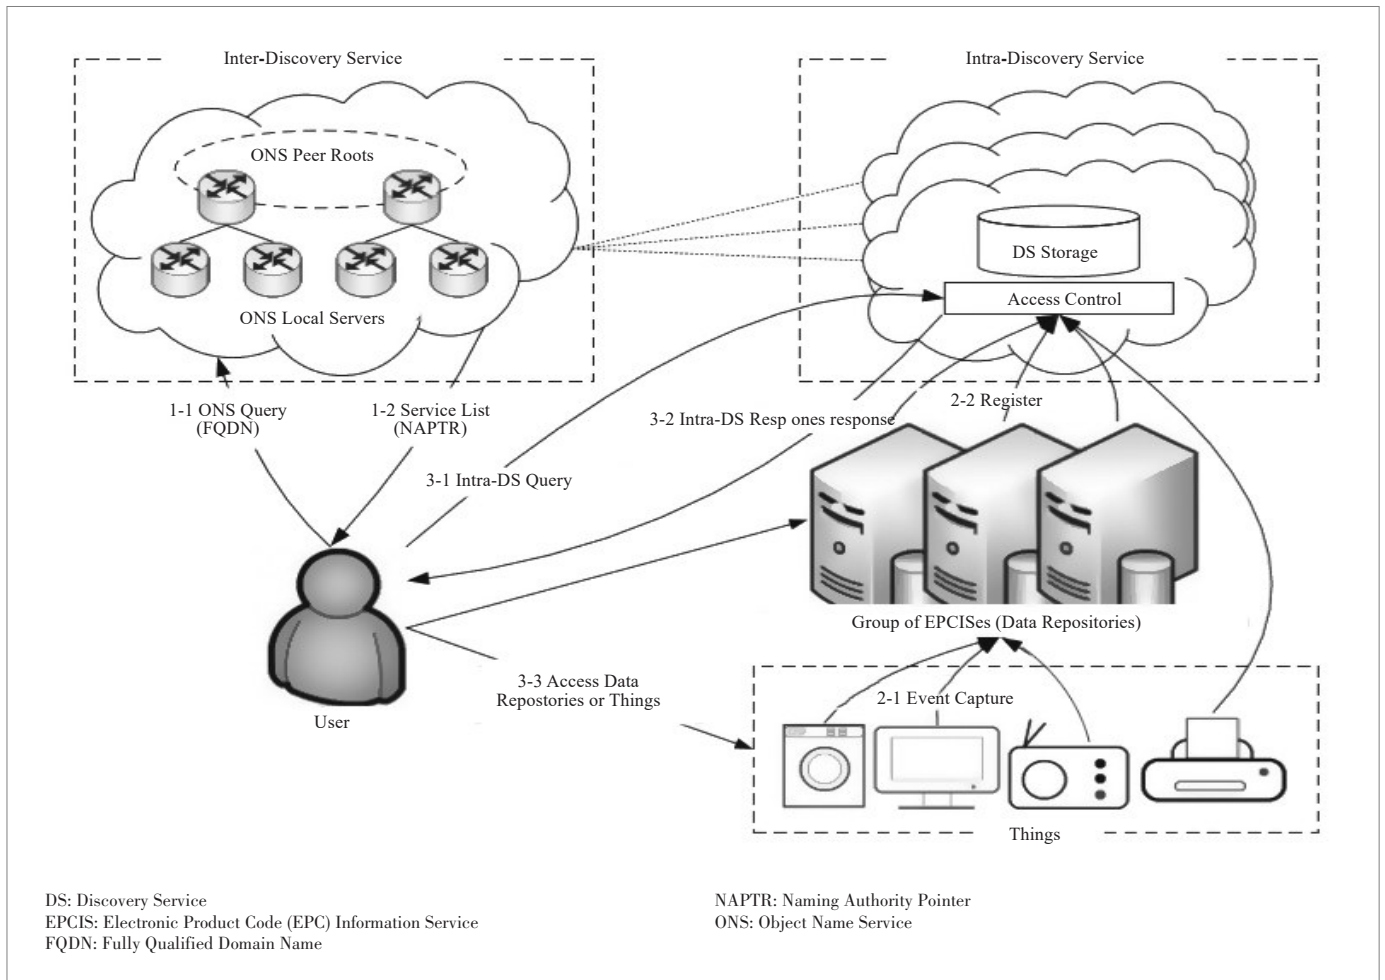 Inter-Discovery Service
Intra-Discovery Service
ONS Peer Roots
DS Storage
Access Control
ONS Local Servers
1-1 ONS Query
(FQDN)
1-2 Service List
(NAPTR)
2-2 Register
3-2 Intra-DS Resp ones response
3-1 Intra-DS Query
Group of EPCISes (Data Repositories)
3-3 Access Data
Repostories or Things
2-1 Event Capture
User
Things
DS: Discovery Service
EPCIS: Electronic Product Code (EPC) Information Service
FQDN: Fully Qualified Domain Name
NAPTR: Naming Authority Pointer
ONS: Object Name Service